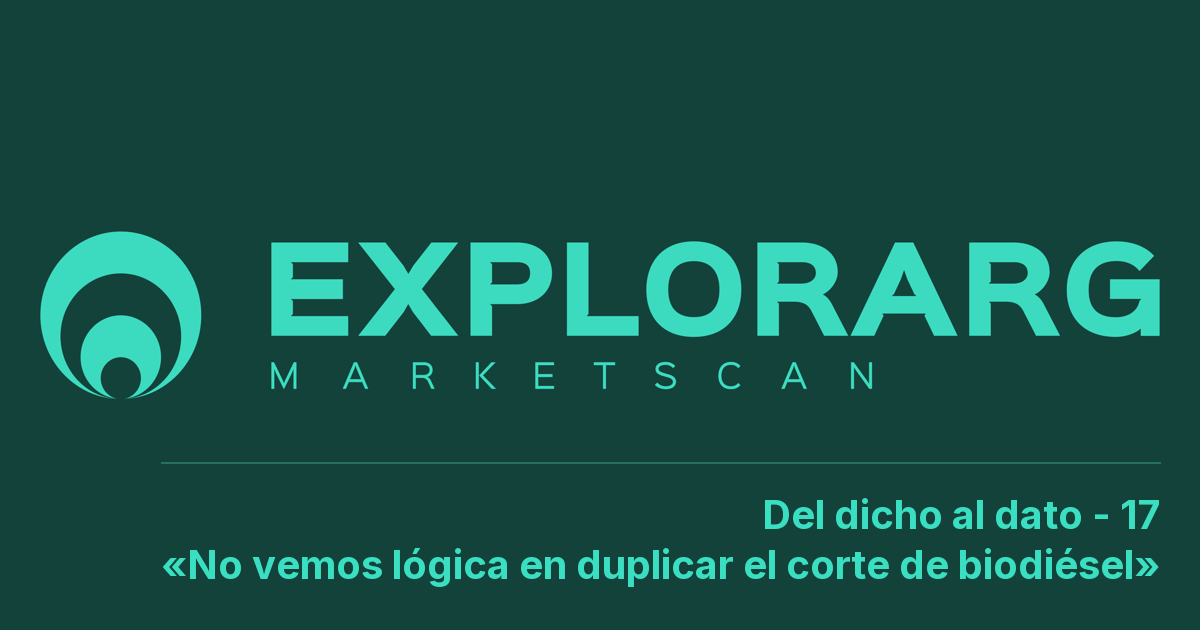 EXPLORARG
MARKETSCAN
Del dicho al dato - 17
«No vemos lógica en duplicar el corte de biodiésel»